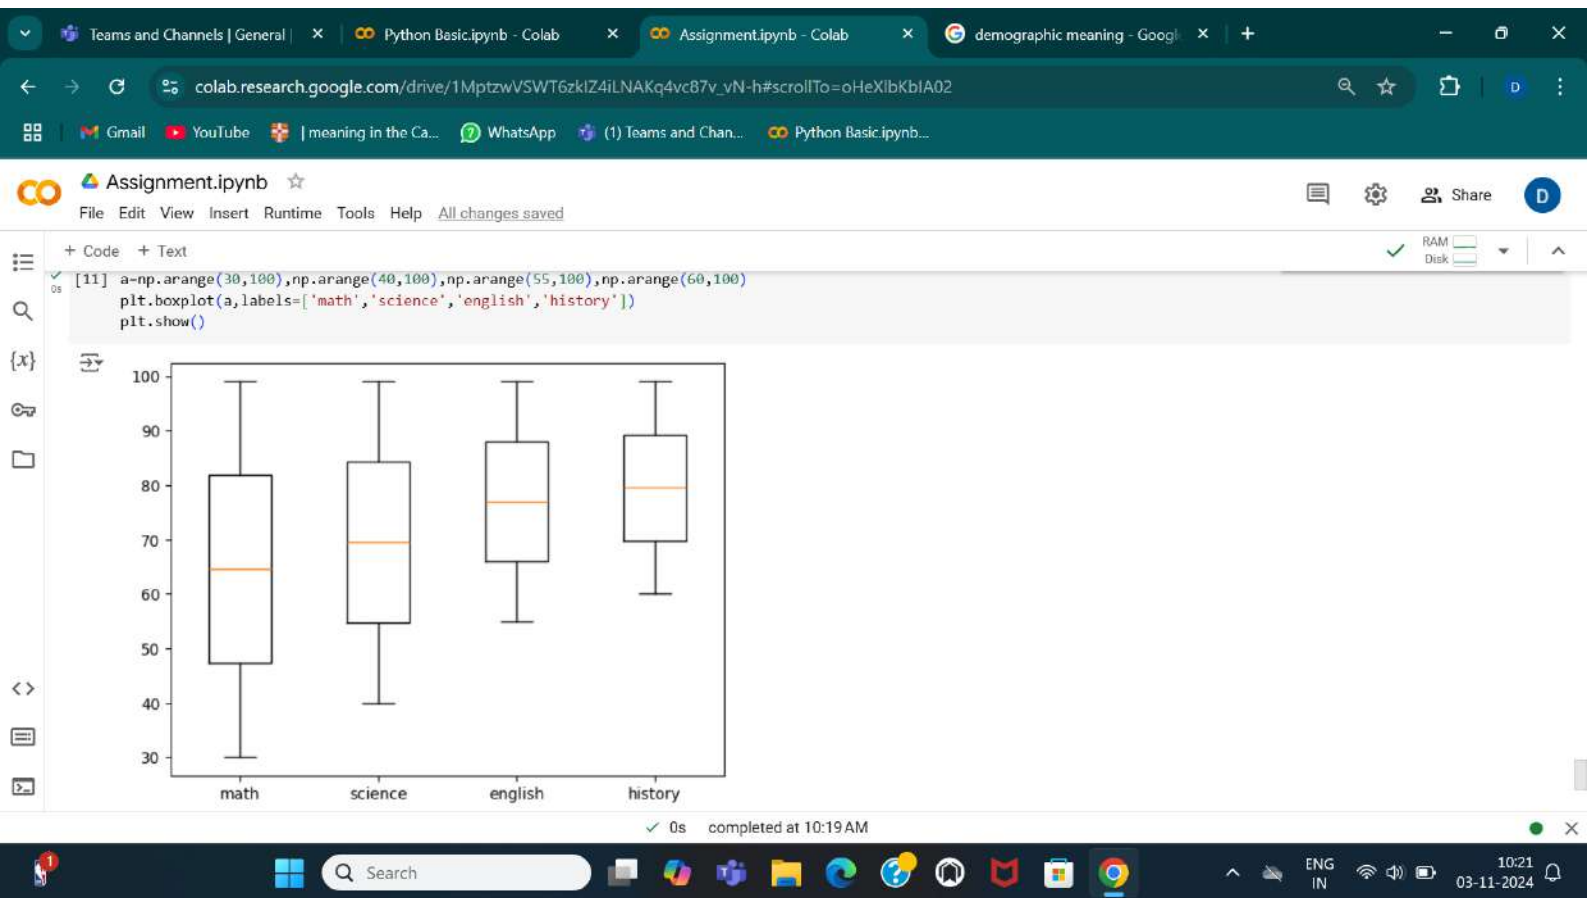 Teams and Channels | General |
Python Basic.ipynb - Colab
Assignment.ipynb - Colab
demographic meaning - Googl
colab.research.google.com/drive/1MptzwVSWT6zkIZ4iLNAKq4vc87v_vN-h#scrollTo=oHeXlbKbIA02
D
Gmail
YouTube
| meaning in the Ca...
WhatsApp
(1) Teams and Chan...
Python Basic.ipynb...
Assignment.ipynb
File Edit View Insert Runtime Tools Help All changes saved
Share
D
+ Code + Text
RAM
Disk
[11] a=np.arange(30,100),np.arange(40,100),np.arange(55,100),np.arange(60,100)
0s
plt.boxplot(a,labels=['math','science','english','history'])
plt.show()
{x}
100
90
80
70
60
50
40
30
math science english history
0s completed at 10:19 AM
1
Search
ENG
IN
10:21
03-11-2024